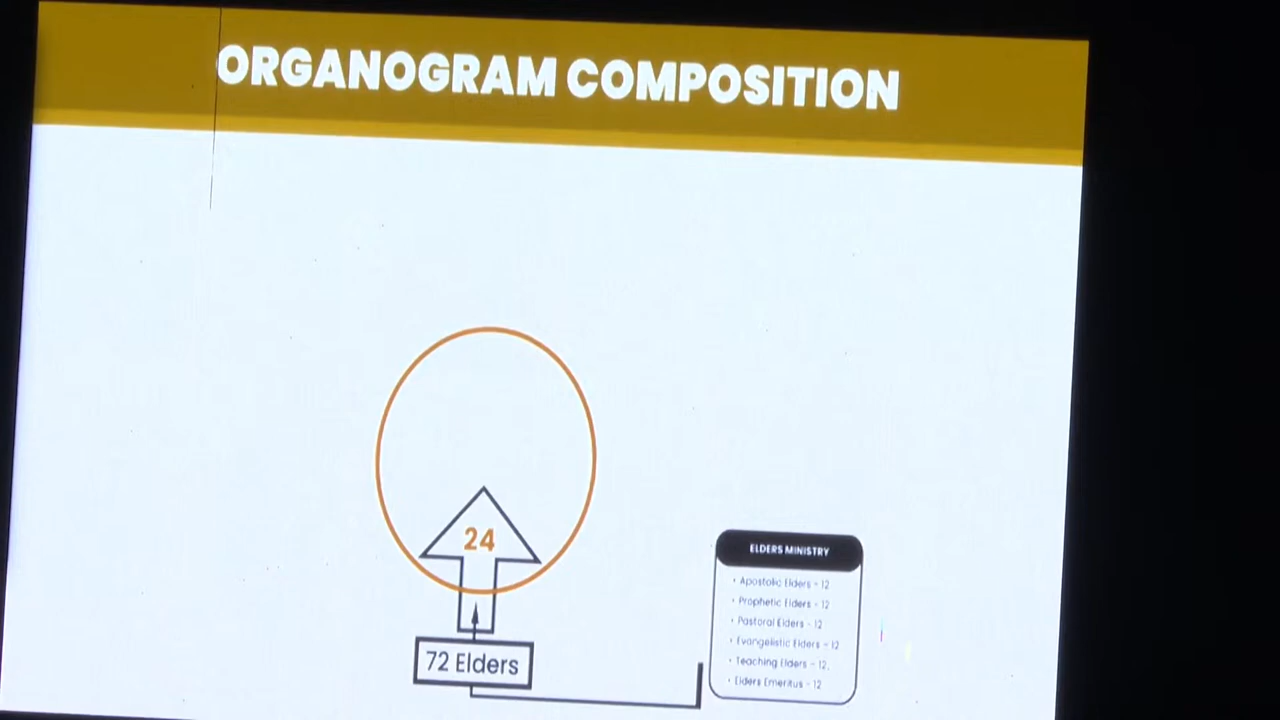 ORGANOGRAM COMPOSITION
24
72 Elders
ELDERS MINISTRY
• Apostolic Elders - 12
• Prophetic Elders - 12
• Pastoral Elders - 12
• Evangelistic Elders - 12
• Teaching Elders - 12.
• Elders Emeritus - 12